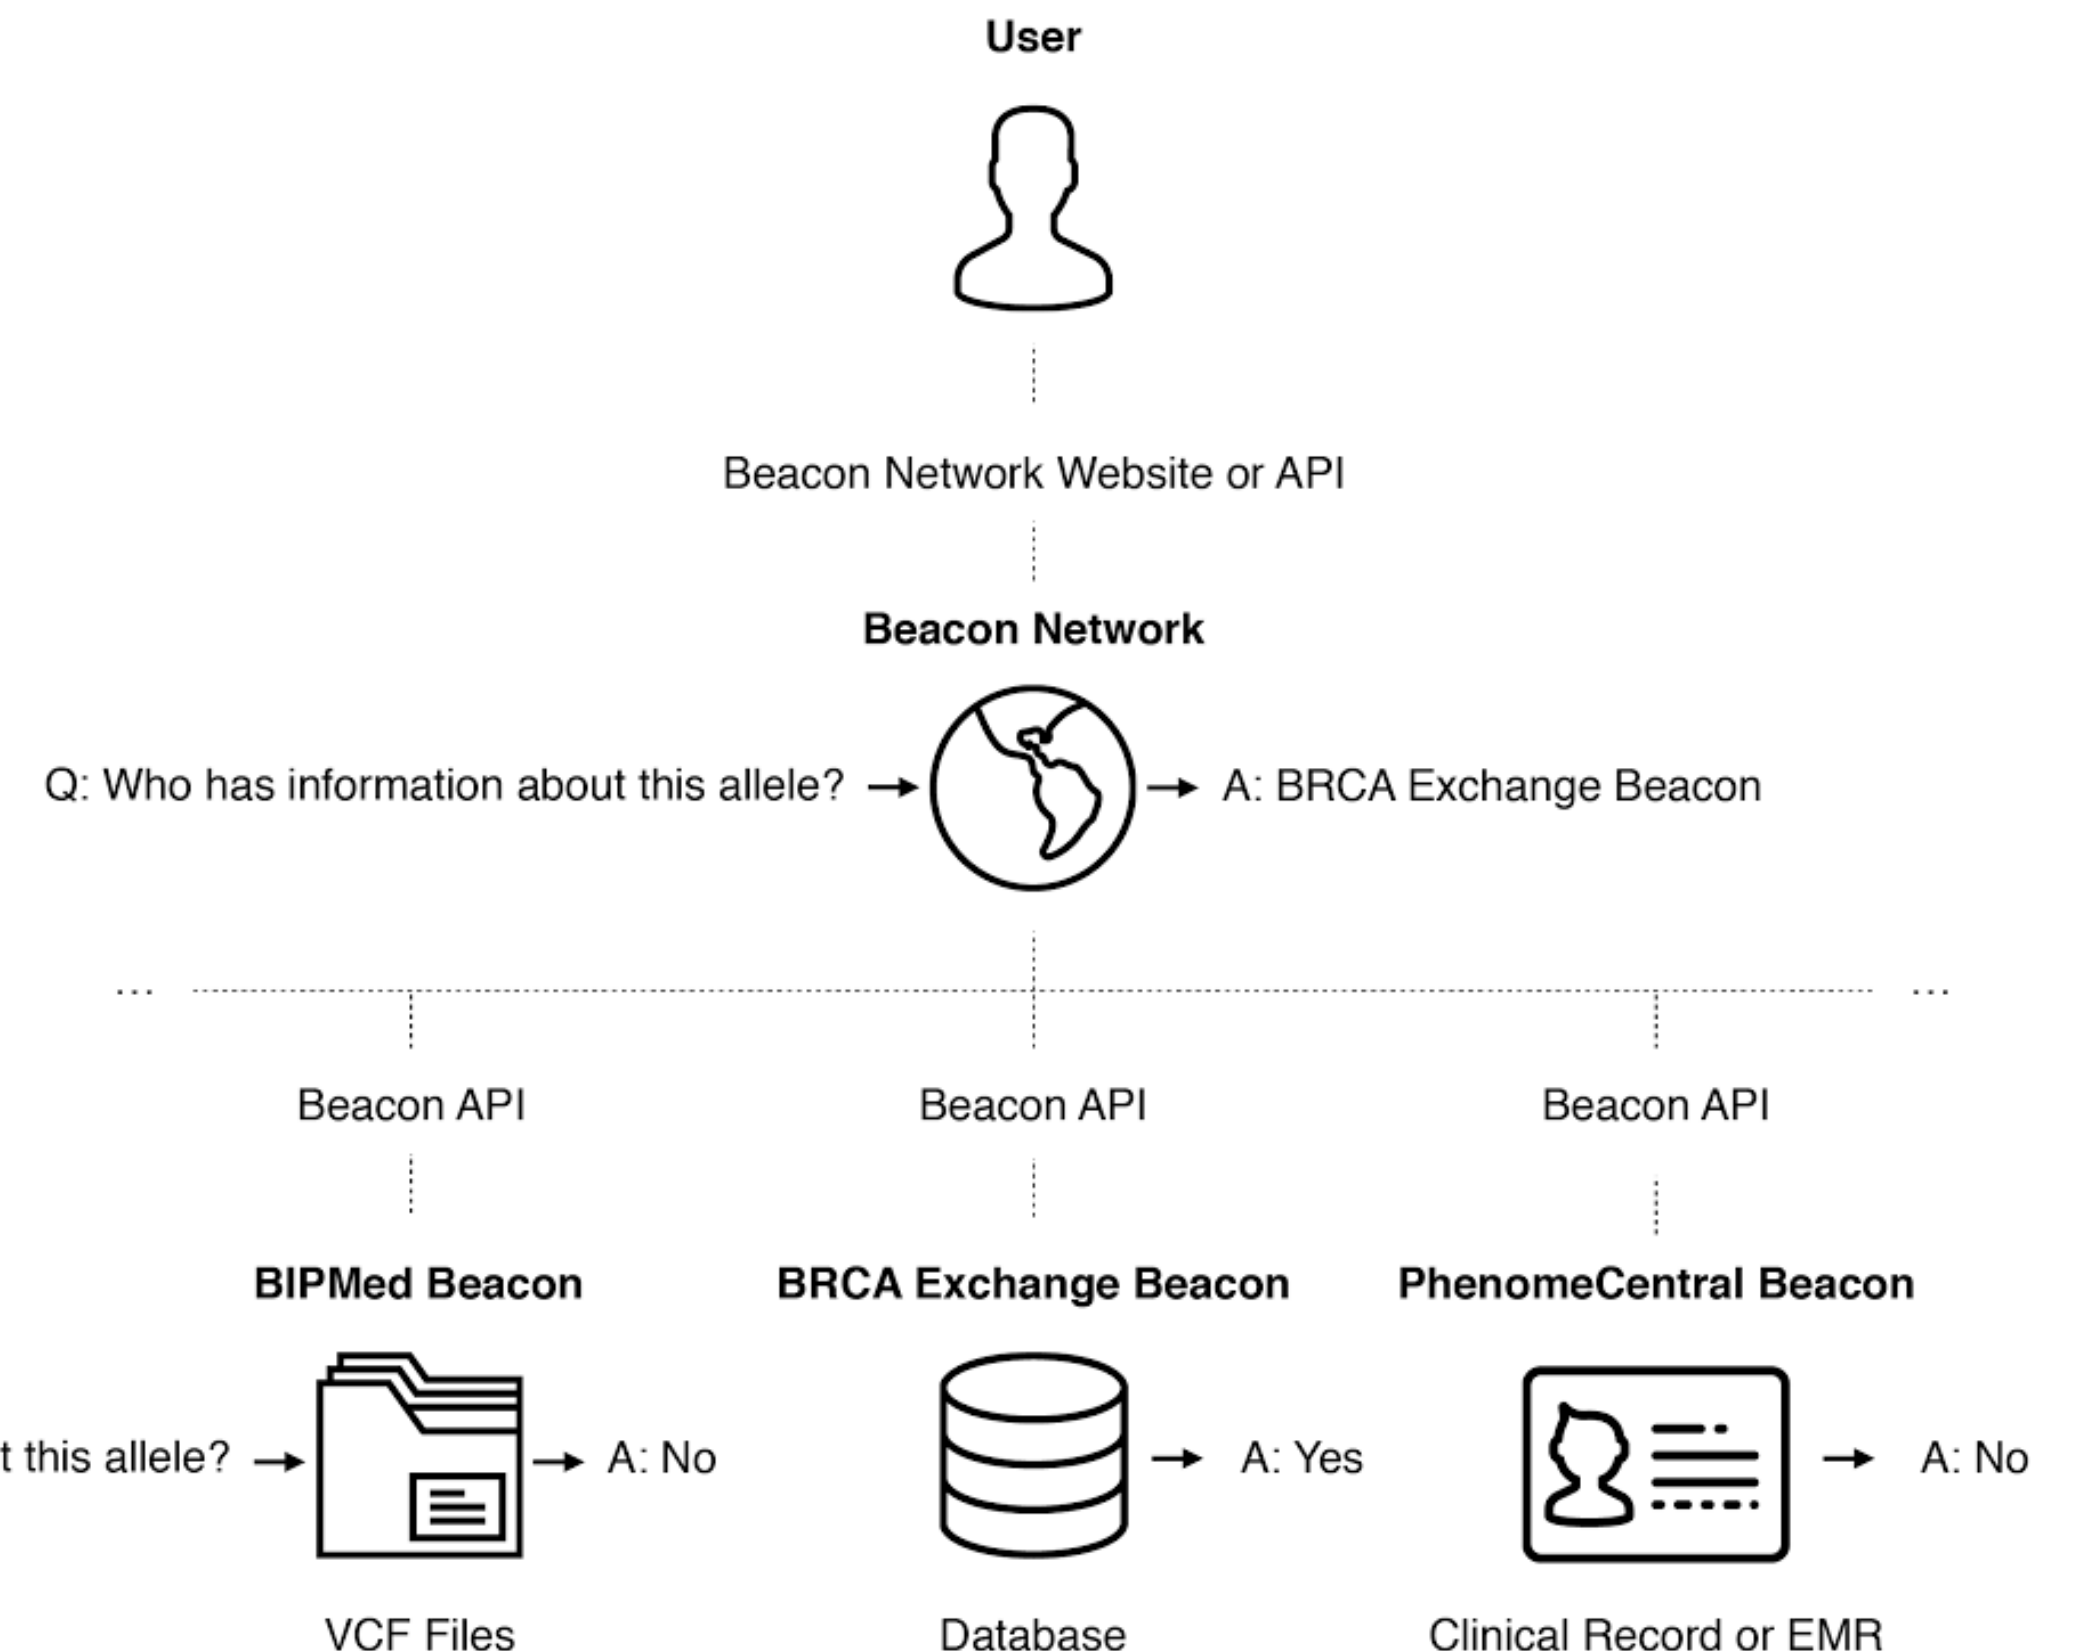 User
Beacon Network Website or API
Beacon Network
Q: Who has information about this allele?
A: BRCA Exchange Beacon
...
...
Beacon API
Beacon API
Beacon API
BIPMed Beacon
BRCA Exchange Beacon
PhenomeCentral Beacon
t this allele?
A: No
A: Yes
A: No
VCF Files
Database
Clinical Record or EMR